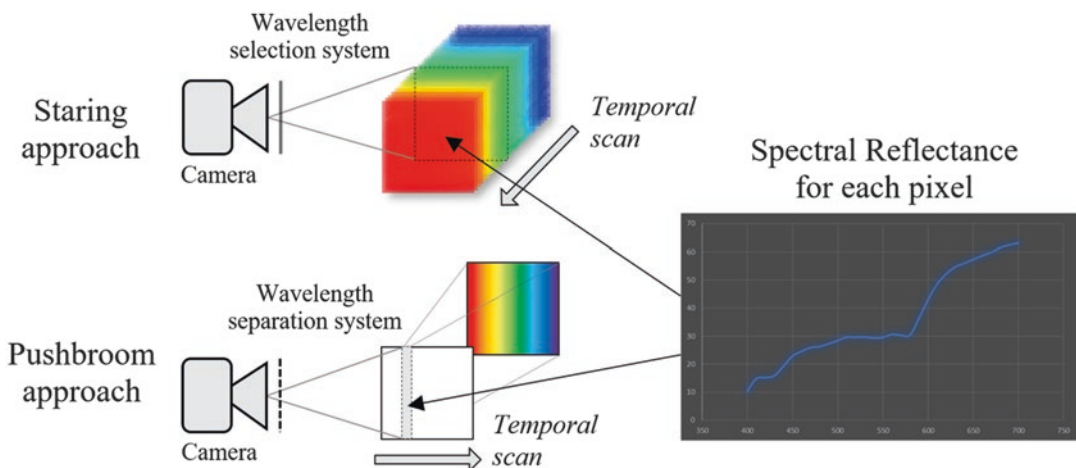 Wavelength
selection system
Staring
approach
Camera
Temporal
scan
Spectral Reflectance
for each pixel
70
60
50
40
30
20
10
0
350
400
450
500
550
600
650
700
750
Wavelength
separation system
Pushbroom
approach
Camera
Temporal
scan